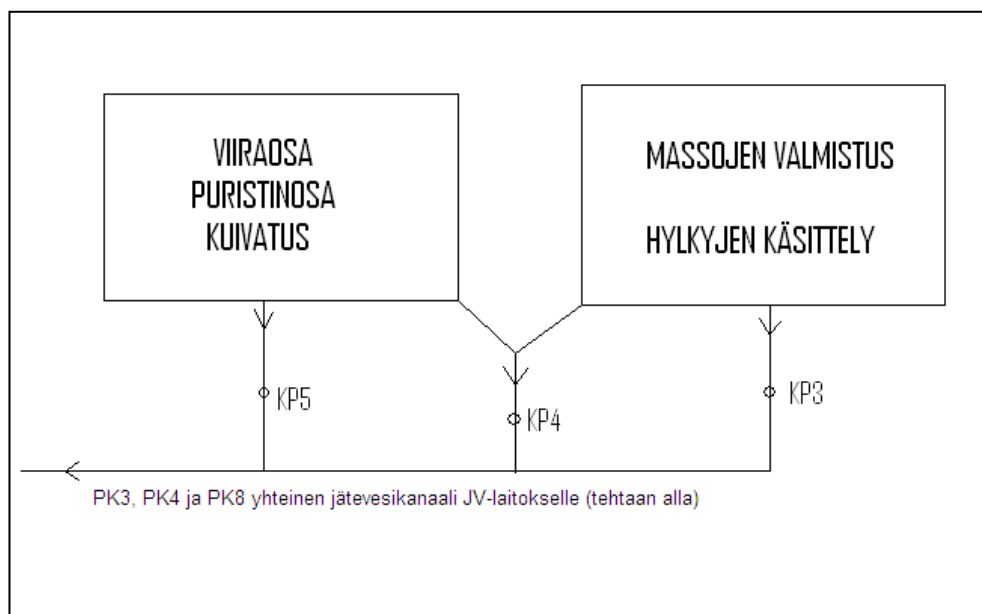 VIIRAOSA
PURISTINOSA
KUIVATUS
MASSOJEN VALMISTUS
HYLKYJEN KÄSITTELY
KP5
KP4
KP3
PK3, PK4 ja PK8 yhteinen jätevesikanaali JV-laitokselle (tehtaan alla)